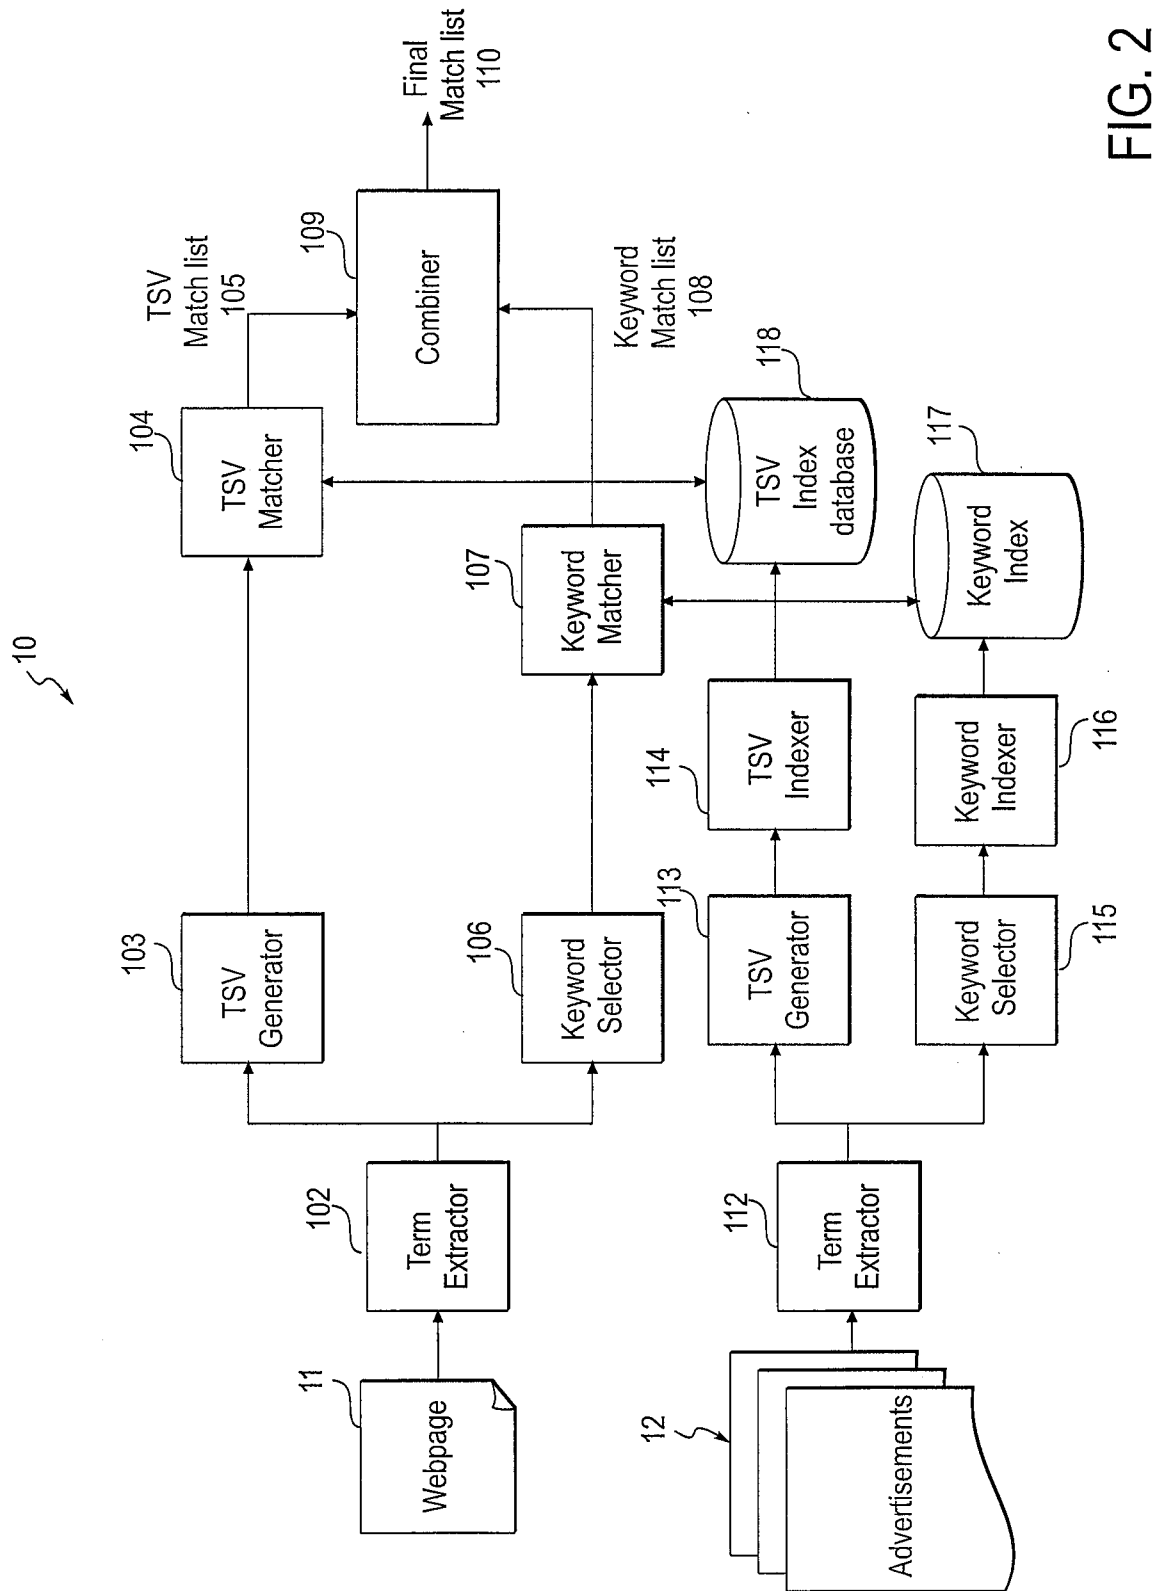 10
Webpage
11
Term
Extractor
102
TSV
Generator
103
TSV
Matcher
104
TSV
Match list
105
Keyword
Selector
106
Keyword
Matcher
107
Keyword
Match list
108
Combiner
109
Final
Match list
110
Advertisements
12
Term
Extractor
112
TSV
Generator
113
TSV
Indexer
114
TSV
Index
database
118
Keyword
Selector
115
Keyword
Indexer
116
Keyword
Index
117
FIG. 2